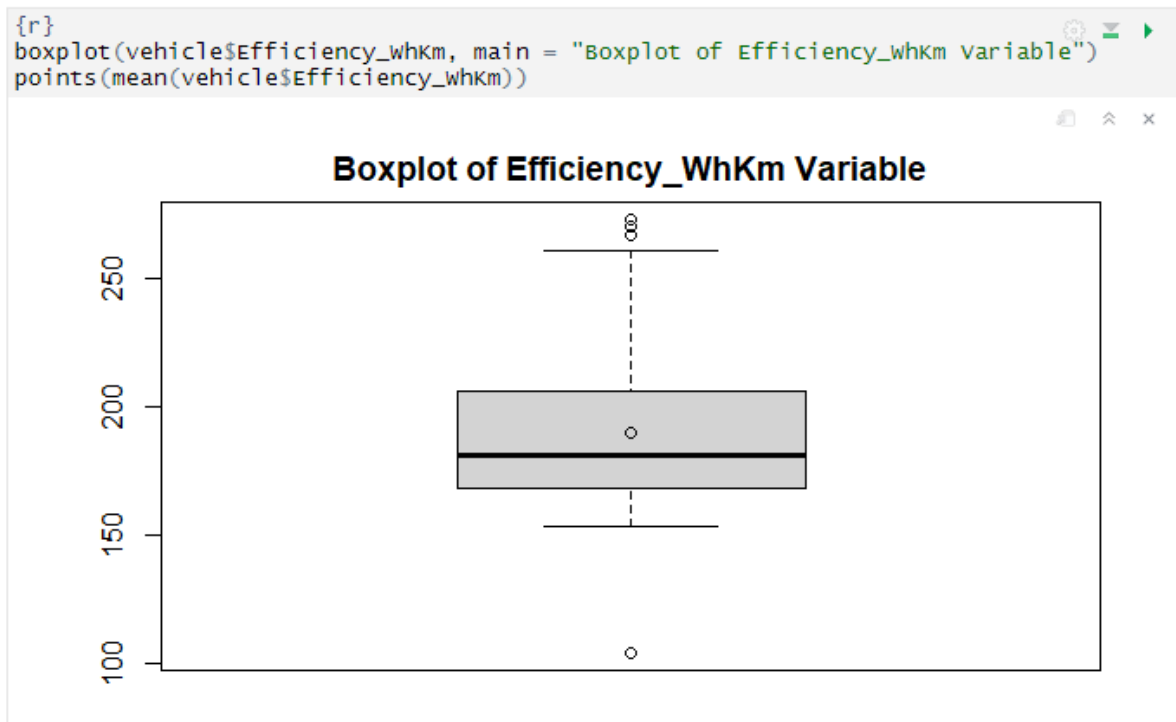 {r}
boxplot(vehicle$Efficiency_WhKm, main = "Boxplot of Efficiency_WhKm Variable")
points(mean(vehicle$Efficiency_WhKm))
Boxplot of Efficiency_WhKm Variable
250
200
150
100